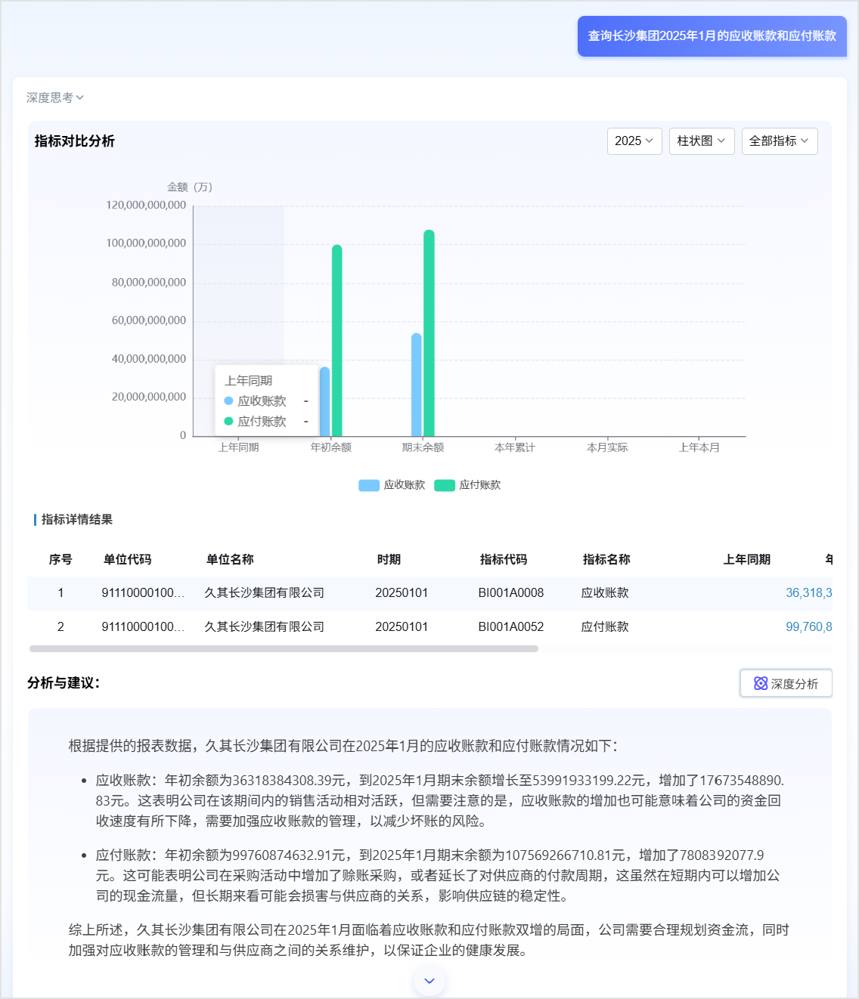 查询长沙集团2025年1月的应收账款和应付账款
深度思考
指标对比分析
2025
柱状图
全部指标
金额（万）
120,000,000,000
100,000,000,000
80,000,000,000
60,000,000,000
40,000,000,000
20,000,000,000
0
上年同期
应收账款 -
应付账款 -
上年同期 年初余额 期末余额 本年累计 本月实际 上年本月
应收账款 应付账款
指标详情结果
序号 单位代码 单位名称 时期 指标代码 指标名称 上年同期
1 91110000100... 久其长沙集团有限公司 20250101 BI001A0008 应收账款 36,318,3
2 91110000100... 久其长沙集团有限公司 20250101 BI001A0052 应付账款 99,760,8
分析与建议：
深度分析
根据提供的报表数据，久其长沙集团有限公司在2025年1月的应收账款和应付账款情况如下：
• 应收账款：年初余额为36318384308.39元，到2025年1月期末余额增长至53991933199.22元，增加了17673548890.
83元。这表明公司在该期间内的销售活动相对活跃，但需要注意的是，应收账款的增加也可能意味着公司的资金回
收速度有所下降，需要加强应收账款的管理，以减少坏账的风险。
• 应付账款：年初余额为99760874632.91元，到2025年1月期末余额为107569266710.81元，增加了7808392077.9
元。这可能表明公司在采购活动中增加了赊账采购，或者延长了对供应商的付款周期，这虽然在短期内可以增加公
司的现金流量，但长期来看可能会损害与供应商的关系，影响供应链的稳定性。
综上所述，久其长沙集团有限公司在2025年1月面临着应收账款和应付账款双增的局面，公司需要合理规划资金流，同时
加强对应收账款的管理和与供应商之间的关系维护，以保证企业的健康发展。